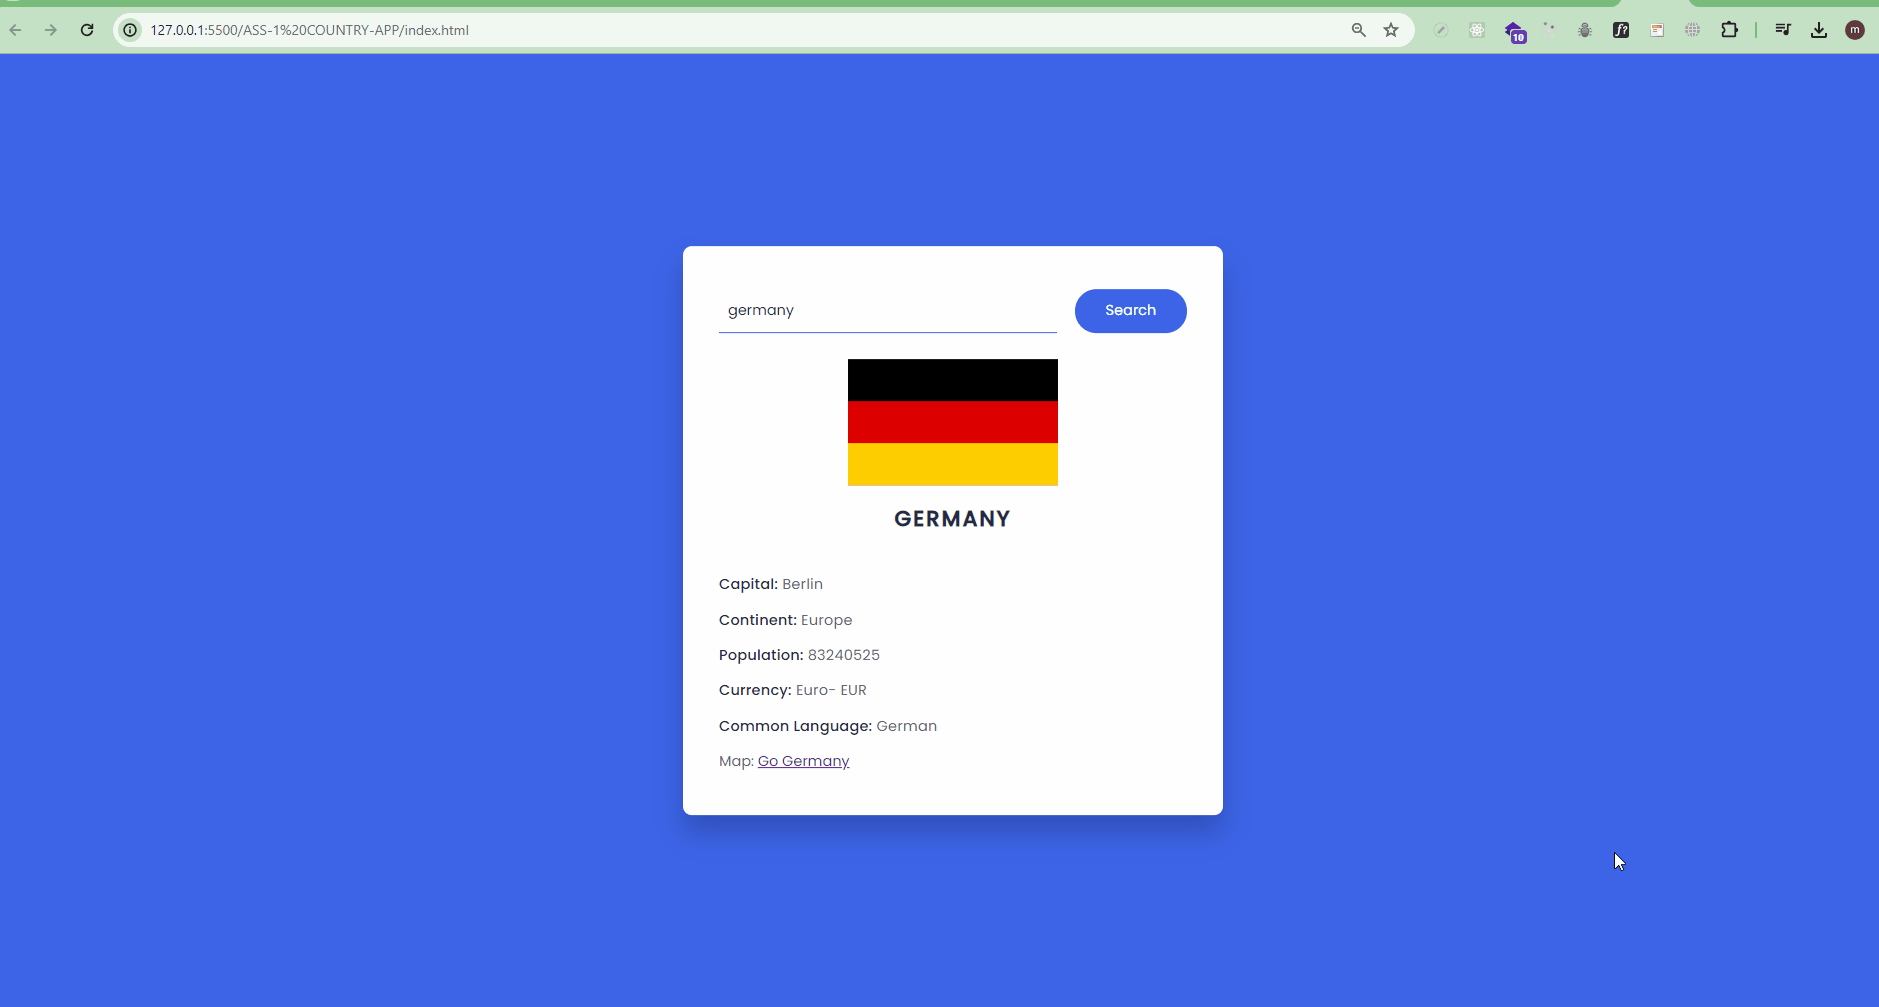 127.0.0.1:5500/ASS-1%20COUNTRY-APP/index.html
10
f?
m
germany
Search
GERMANY
Capital: Berlin
Continent: Europe
Population: 83240525
Currency: Euro- EUR
Common Language: German
Map: Go Germany